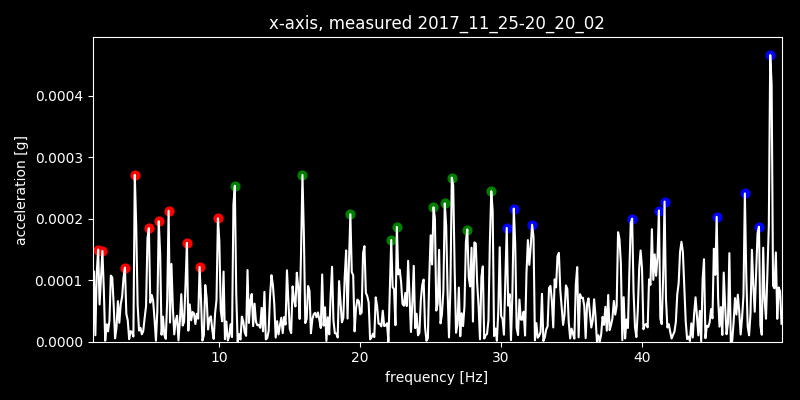 x-axis, measured 2017_11_25-20_20_02
acceleration [g]
0.0004
0.0003
0.0002
0.0001
0.0000
10 20 30 40
frequency [Hz]